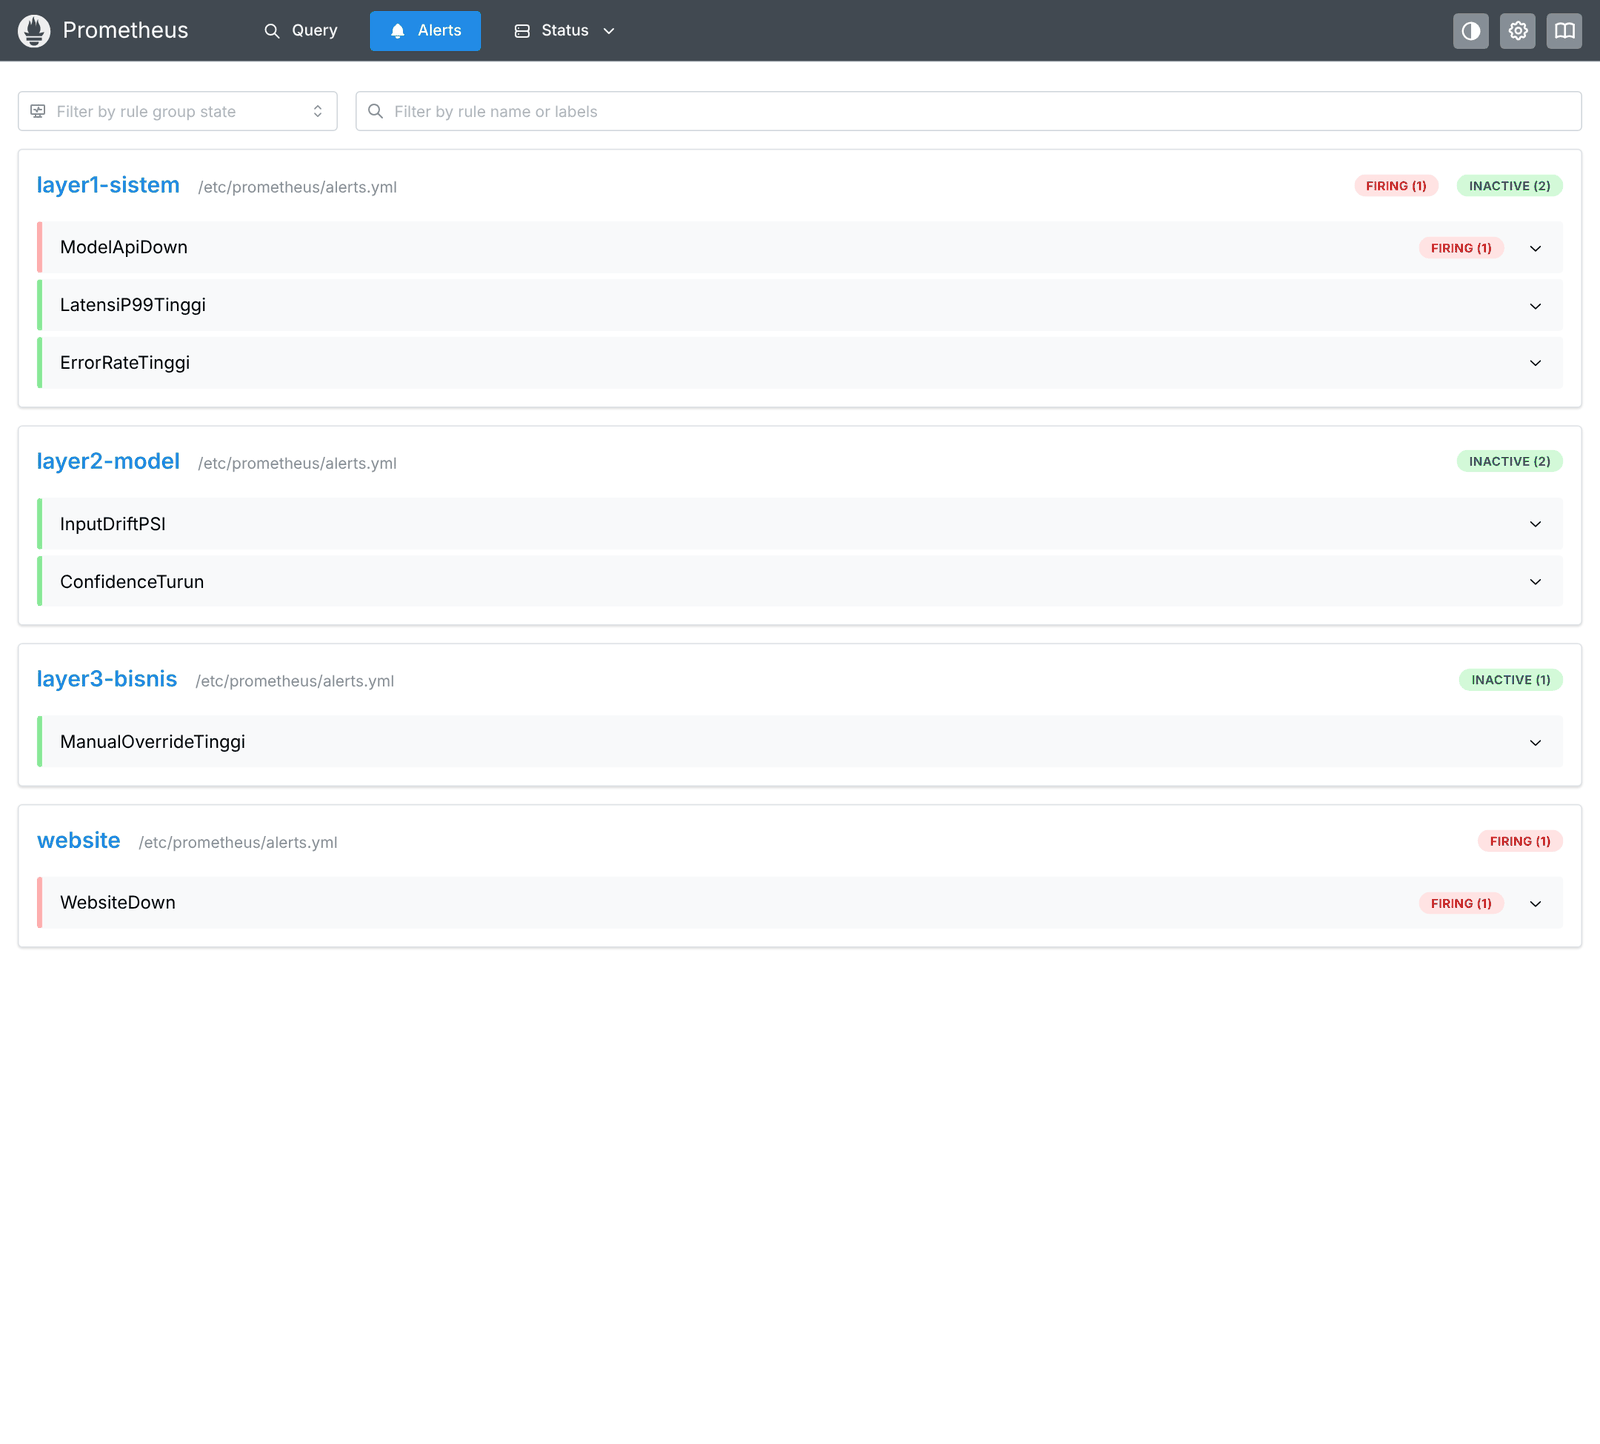 Prometheus Query Alerts Status
Filter by rule group state Filter by rule name or labels
layer1-sistem /etc/prometheus/alerts.yml FIRING (1) INACTIVE (2)
ModelApiDown FIRING (1)
LatensiP99Tinggi
ErrorRateTinggi
layer2-model /etc/prometheus/alerts.yml INACTIVE (2)
InputDriftPSI
ConfidenceTurun
layer3-bisnis /etc/prometheus/alerts.yml INACTIVE (1)
ManualOverrideTinggi
website /etc/prometheus/alerts.yml FIRING (1)
WebsiteDown FIRING (1)